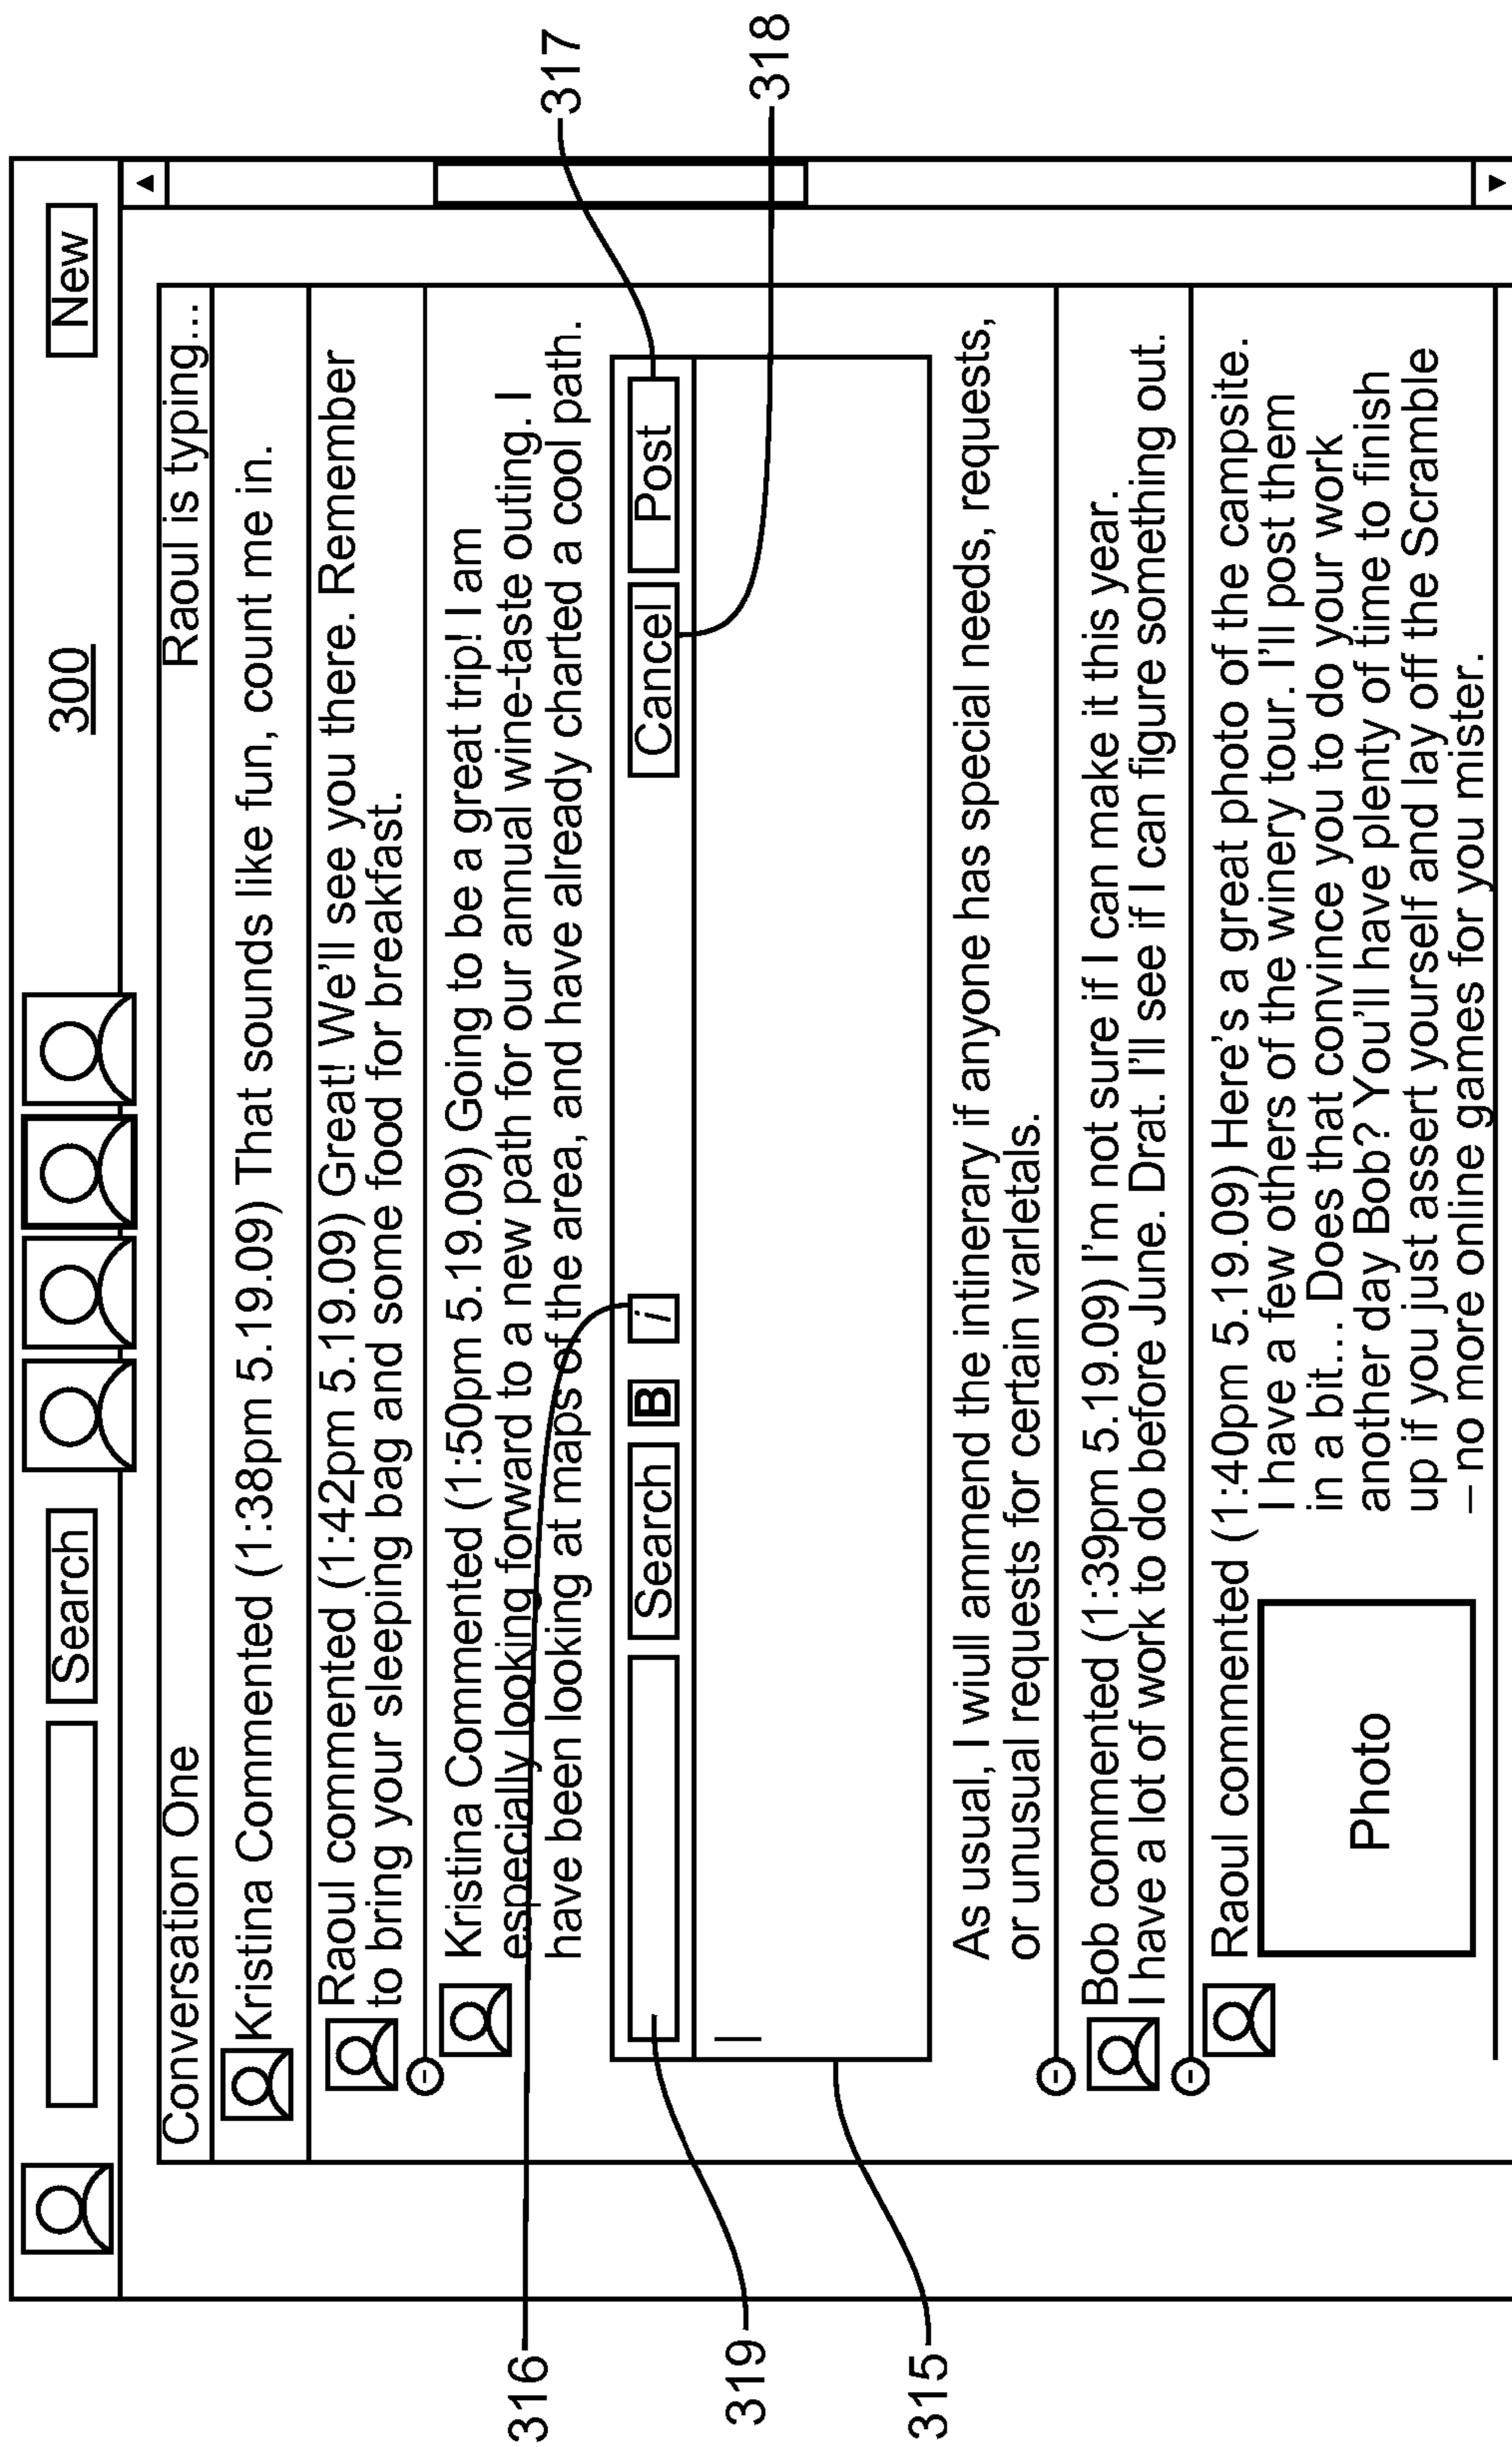 Search
300
New
Conversation One
Raoul is typing...
Kristina Commented (1:38pm 5.19.09) That sounds like fun, count me in.
Raoul commented (1:42pm 5.19.09) Great! We'll see you there. Remember
to bring your sleeping bag and some food for breakfast.
Kristina Commented (1:50pm 5.19.09) Going to be a great trip! I am
especially looking forward to a new path for our annual wine-taste outing. I
have been looking at maps of the area, and have already charted a cool path.
Search
B
i
Cancel
Post
As usual, I wiull ammend the intinerary if anyone has special needs, requests,
or unusual requests for certain varletals.
Bob commented (1:39pm 5.19.09) I'm not sure if I can make it this year.
I have a lot of work to do before June. Drat. I'll see if I can figure something out.
Raoul commented (1:40pm 5.19.09) Here's a great photo of the campsite.
I have a few others of the winery tour. I'll post them
in a bit... Does that convince you to do your work
another day Bob? You'll have plenty of time to finish
up if you just assert yourself and lay off the Scramble
– no more online games for you mister.
Photo
316
319
315
317
318